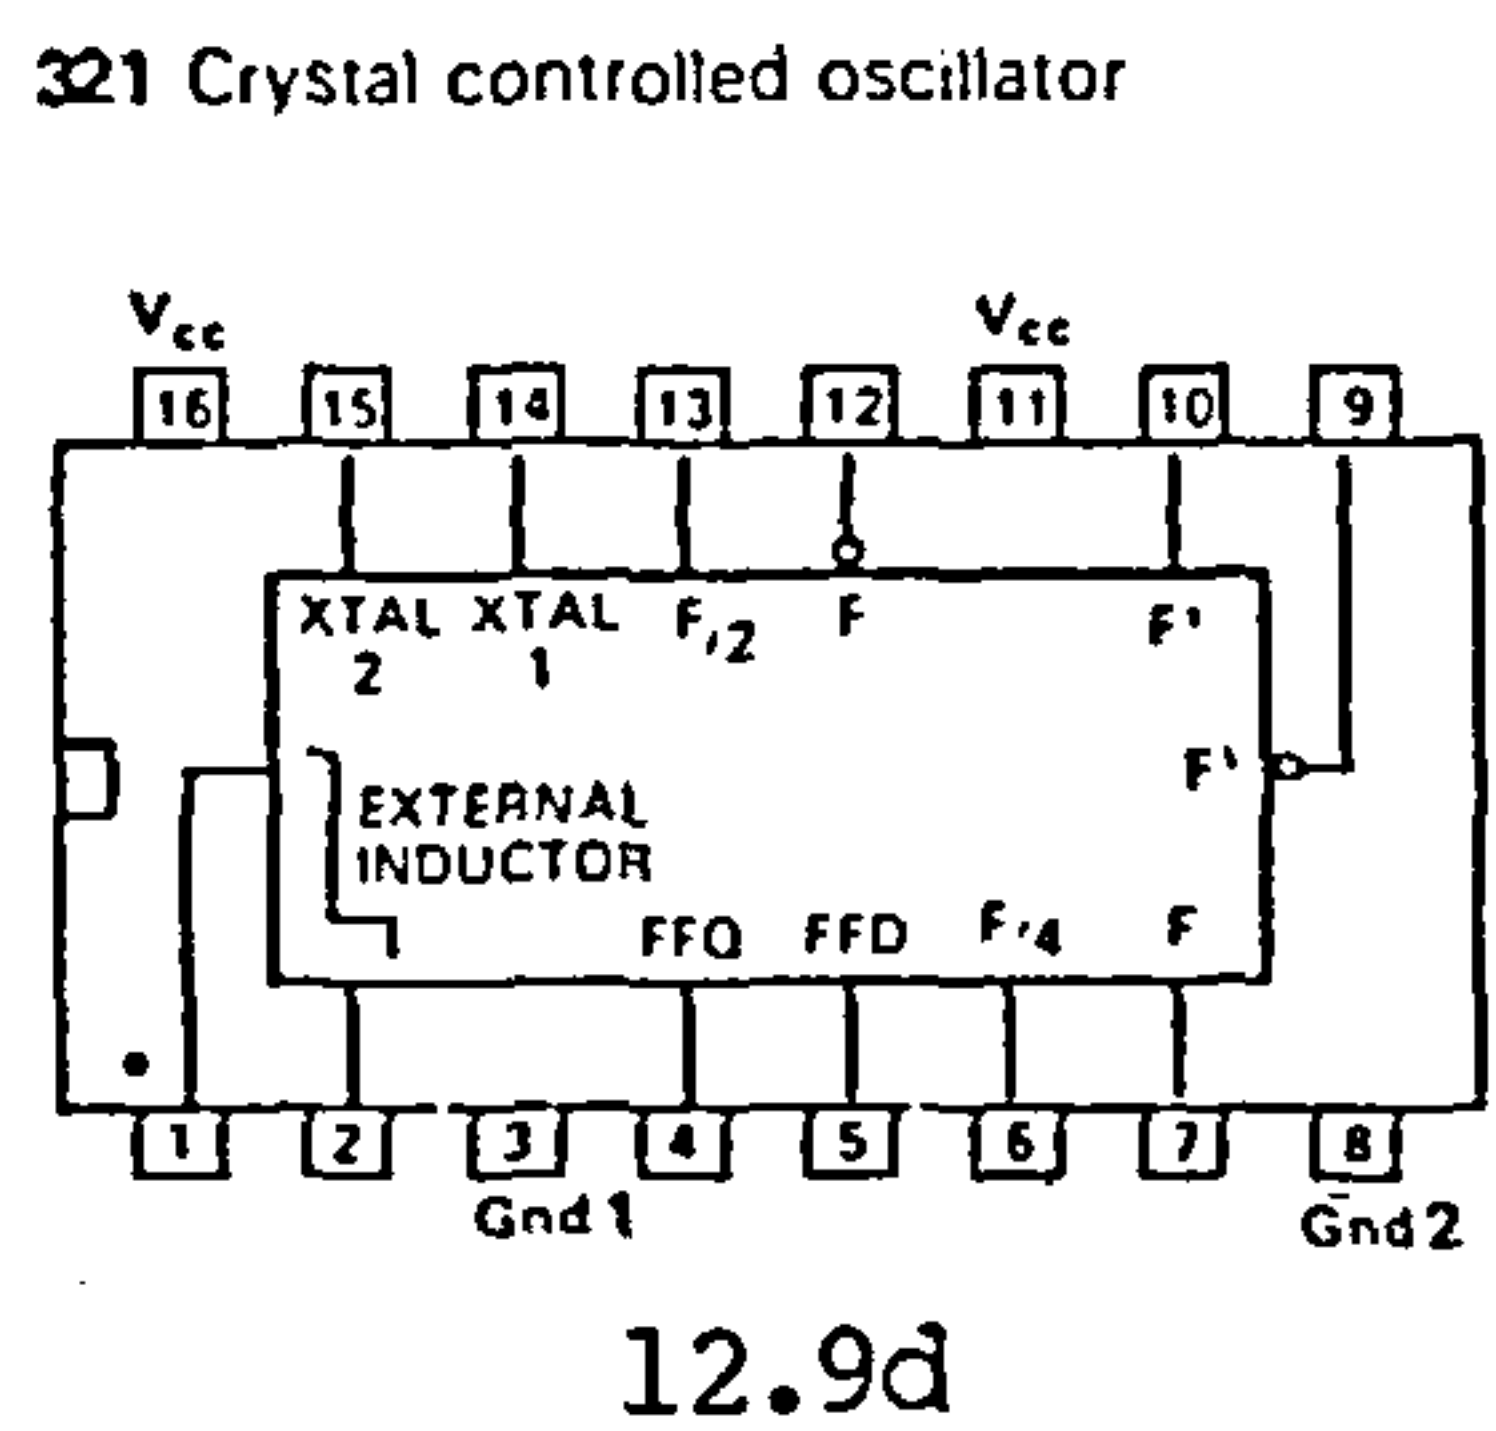 321 Crystal controlled oscillator
Vcc Vcc
16 15 14 13 12 11 10 9
XTAL XTAL F/2 F F'
2 1
F'
EXTERNAL
INDUCTOR
FFQ FFD F/4 F
1 2 3 4 5 6 7 8
Gnd 1 Gnd 2
12.9d